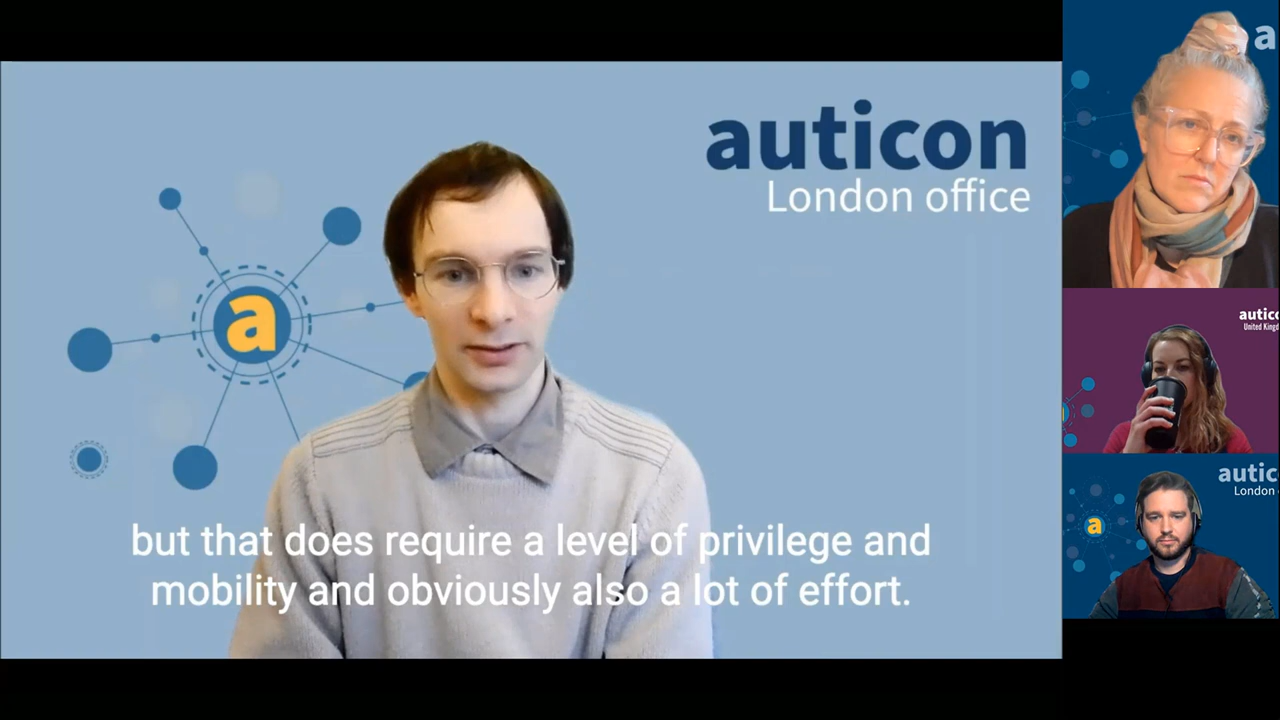 auticon
London office
a
but that does require a level of privilege and
mobility and obviously also a lot of effort.
a
autico
United Kingd
autic
London
a